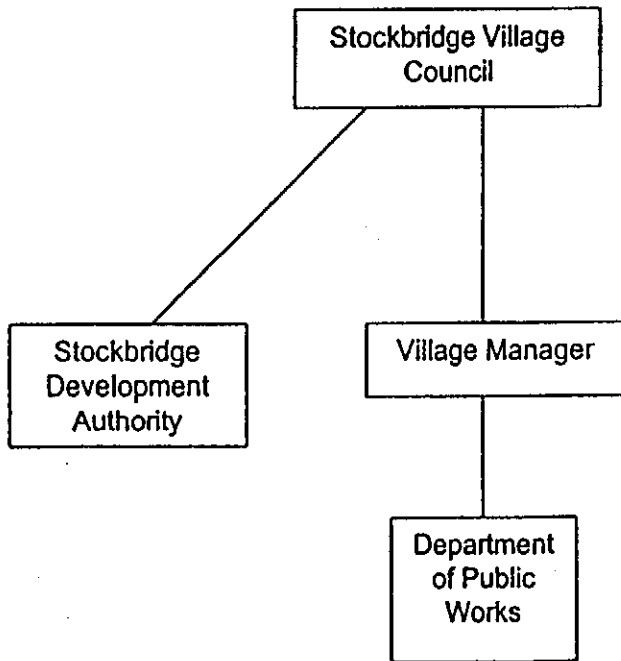 Stockbridge Village
Council
Stockbridge
Development
Authority
Village Manager
Department
of Public
Works